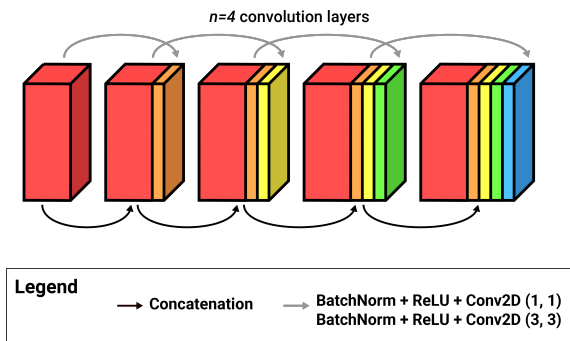 n=4 convolution layers
Legend
Concatenation
BatchNorm + ReLU + Conv2D (1, 1)
BatchNorm + ReLU + Conv2D (3, 3)